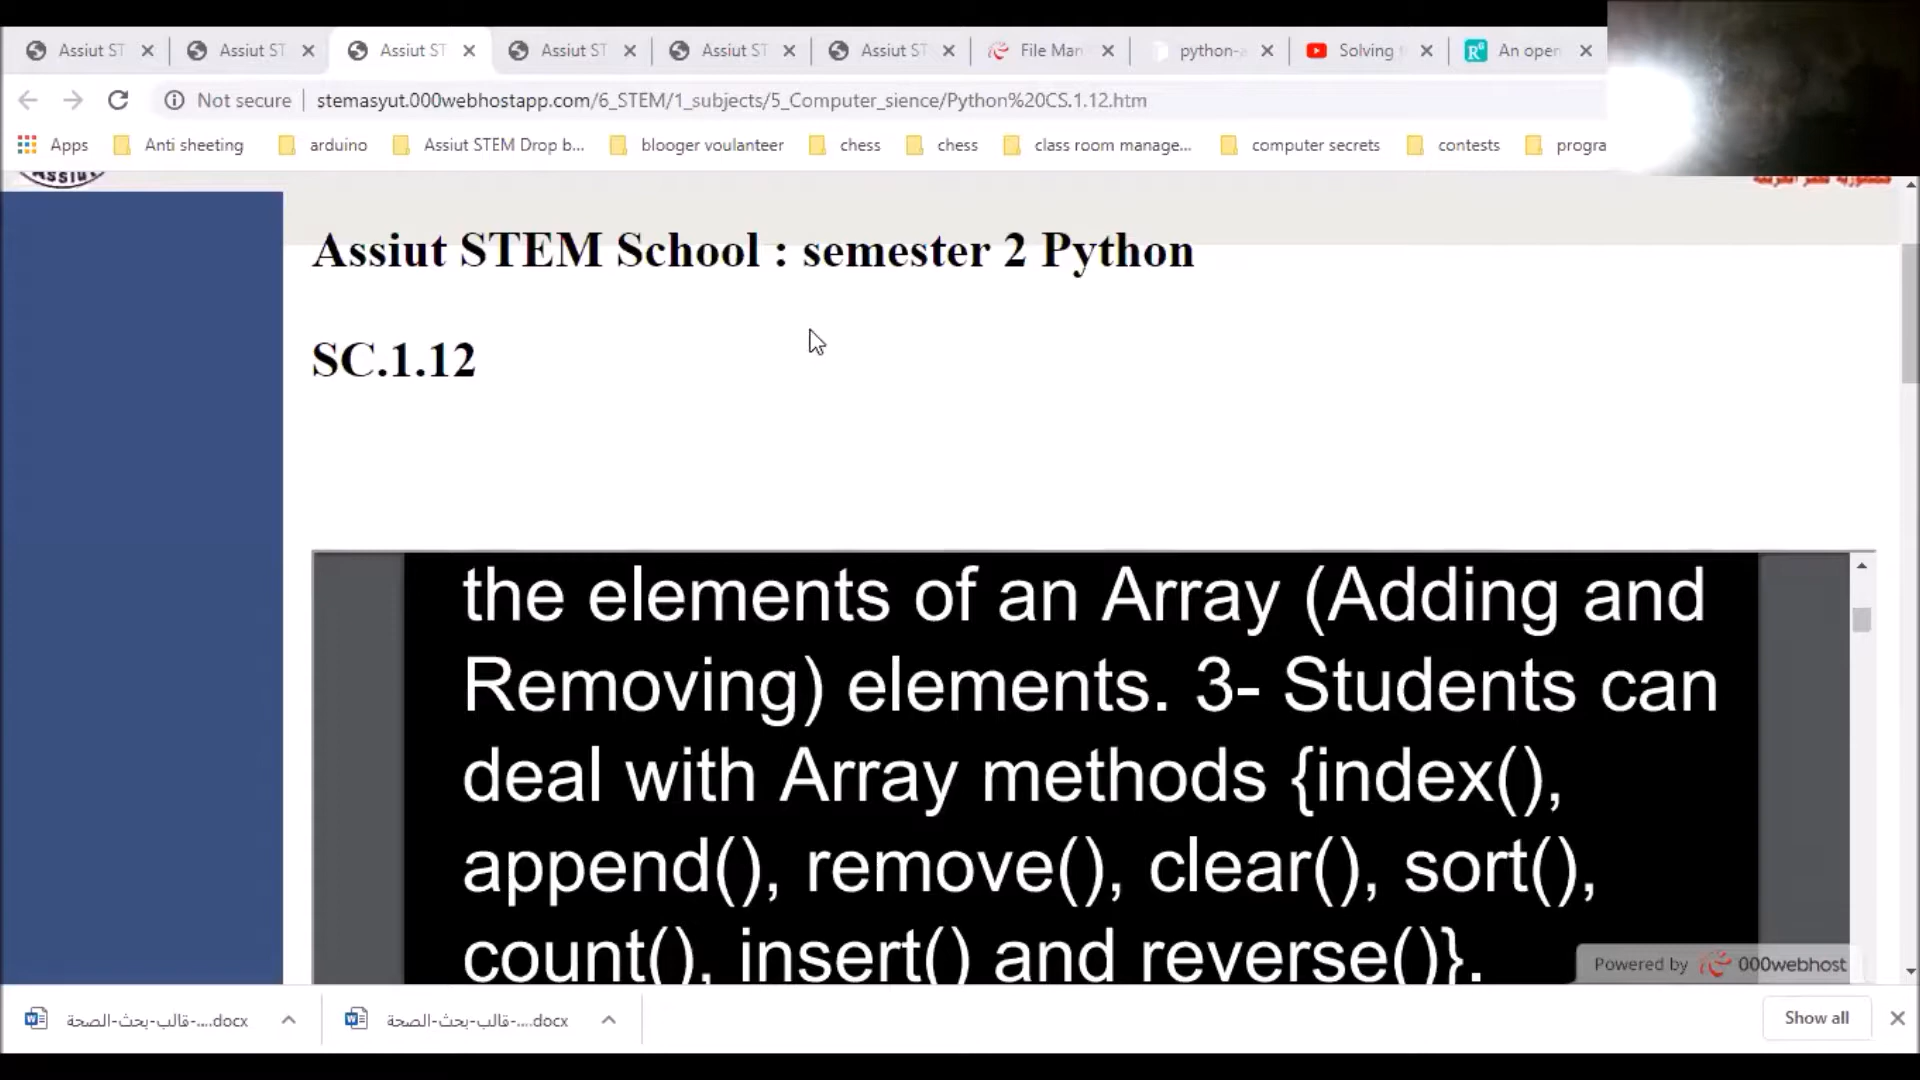 Assiut ST
Assiut ST
Assiut ST
Assiut ST
Assiut ST
Assiut ST
File Man
python-
Solving
An open
Not secure
stemasyut.000webhostapp.com/6_STEM/1_subjects/5_Computer_sience/Python%20CS.1.12.htm
Apps
Anti sheeting
arduino
Assiut STEM Drop b...
blooger voulanteer
chess
chess
class room manage...
computer secrets
contests
progra
Assiut
Assiut STEM School : semester 2 Python
SC.1.12
the elements of an Array (Adding and
Removing) elements. 3- Students can
deal with Array methods {index(),
append(), remove(), clear(), sort(),
count(), insert() and reverse()}.
Powered by 000webhost
قالب-بحث-الصحة-....docx
قالب-بحث-الصحة-....docx
Show all